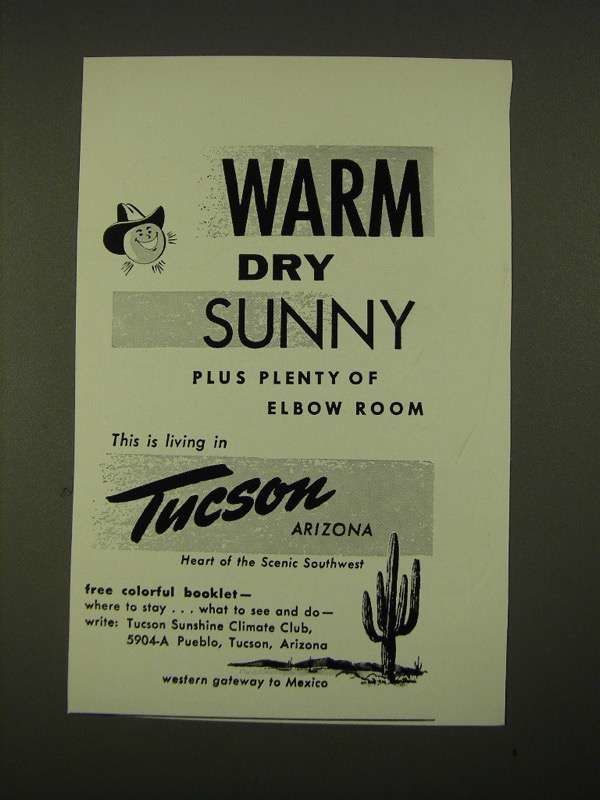 WARM
DRY
SUNNY
PLUS PLENTY OF
ELBOW ROOM
This is living in
Tucson
ARIZONA
Heart of the Scenic Southwest
free colorful booklet—
where to stay . . . what to see and do—
write: Tucson Sunshine Climate Club,
5904-A Pueblo, Tucson, Arizona
western gateway to Mexico